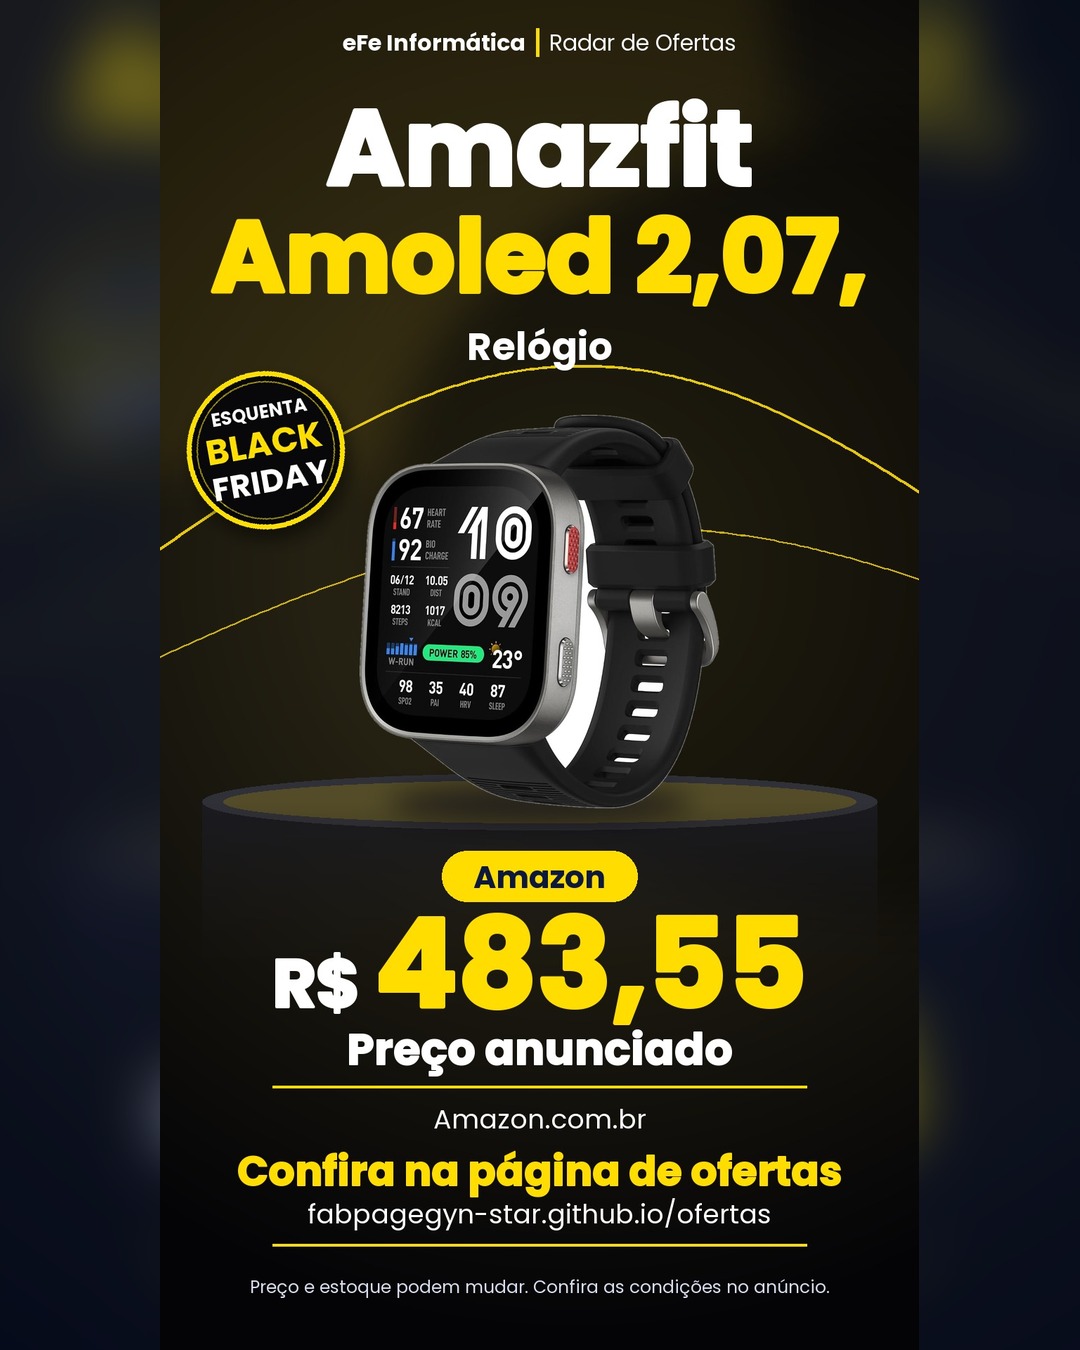 eFe Informática | Radar de Ofertas
Amazfit
Amoled 2,07,
Relógio
ESQUENTA
BLACK
FRIDAY
67 HEART RATE
92 BIO CHARGE
10
09
06/12 STAND
10.05 DIST
8213 STEPS
1017 KCAL
W-RUN
POWER 85%
23°
98 SPO2
35 PAI
40 HRV
87 SLEEP
Amazon
R$ 483,55
Preço anunciado
Amazon.com.br
Confira na página de ofertas
fabpagegyn-star.github.io/ofertas
Preço e estoque podem mudar. Confira as condições no anúncio.